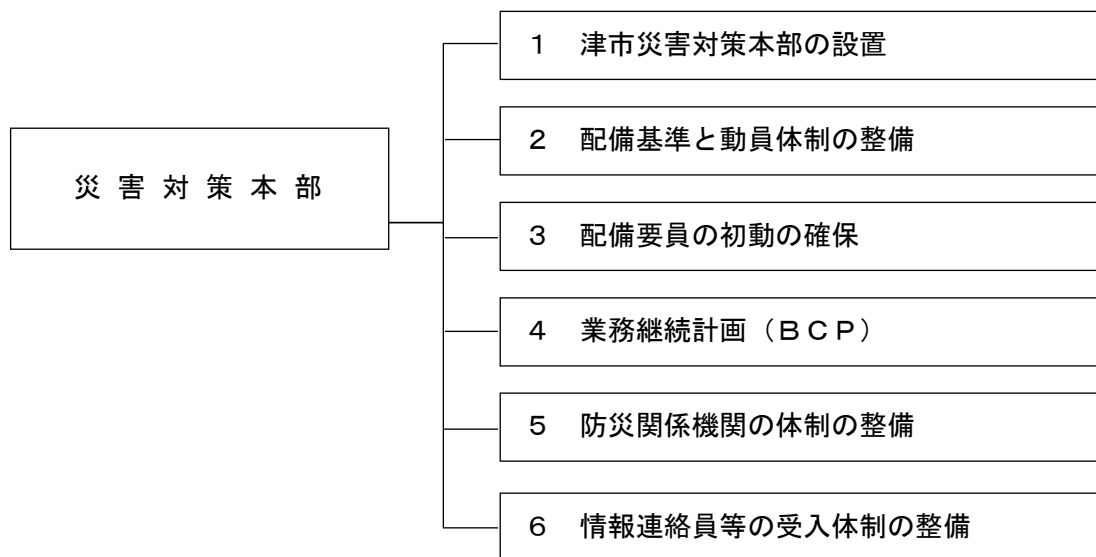 災害対策本部
１　津市災害対策本部の設置
２　配備基準と動員体制の整備
３　配備要員の初動の確保
４　業務継続計画（ＢＣＰ）
５　防災関係機関の体制の整備
６　情報連絡員等の受入体制の整備